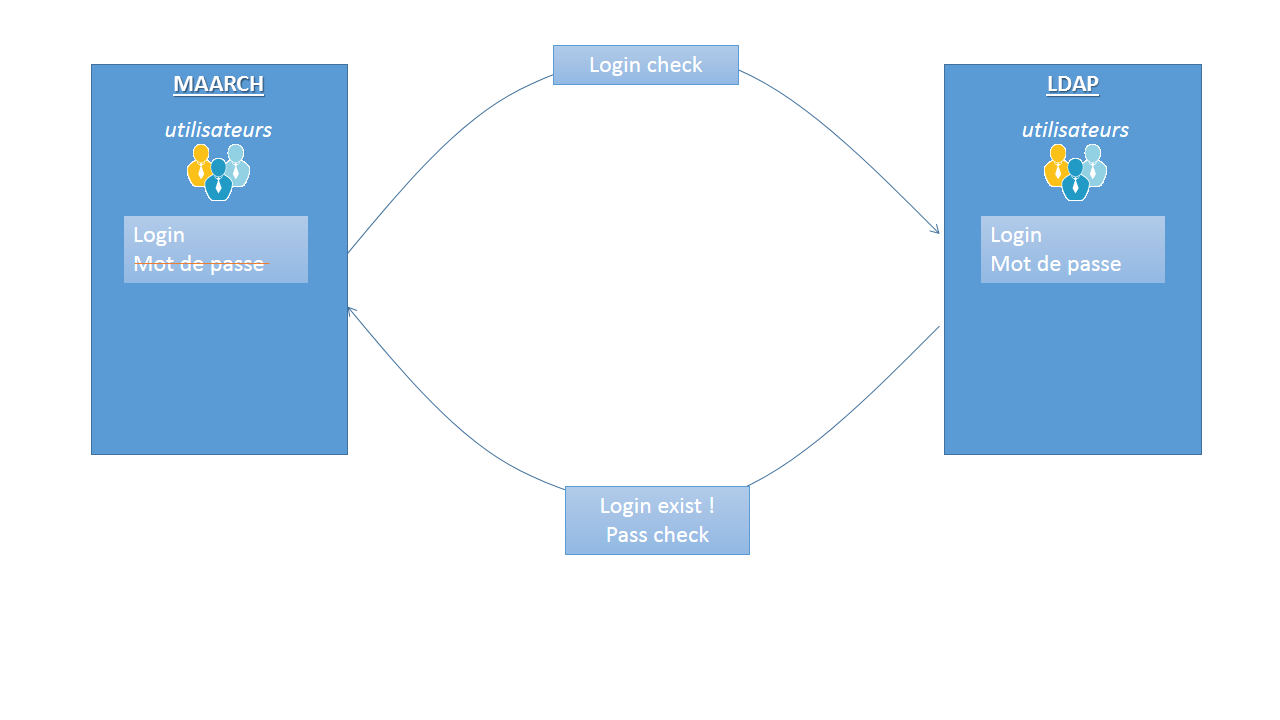 Login check
MAARCH
utilisateurs
Login
Mot de passe
LDAP
utilisateurs
Login
Mot de passe
Login exist !
Pass check